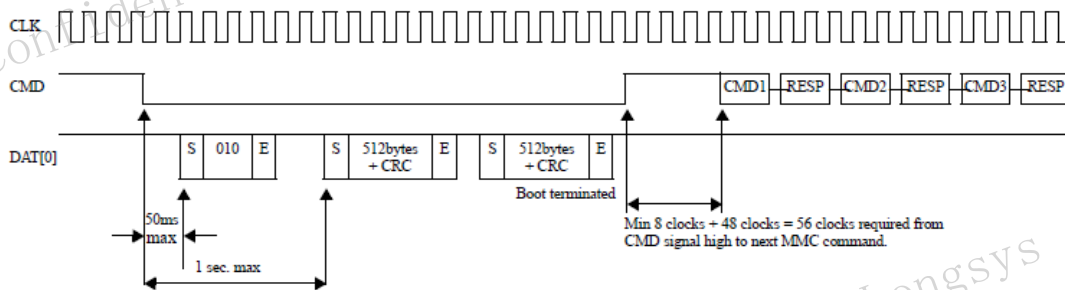 Confiden
CLK
CMD
CMD1 RESP CMD2 RESP CMD3 RESP
DAT[0]
S 010 E S 512bytes + CRC E S 512bytes + CRC E
Boot terminated
50ms
max
Min 8 clocks + 48 clocks = 56 clocks required from
CMD signal high to next MMC command.
1 sec. max
ongsys